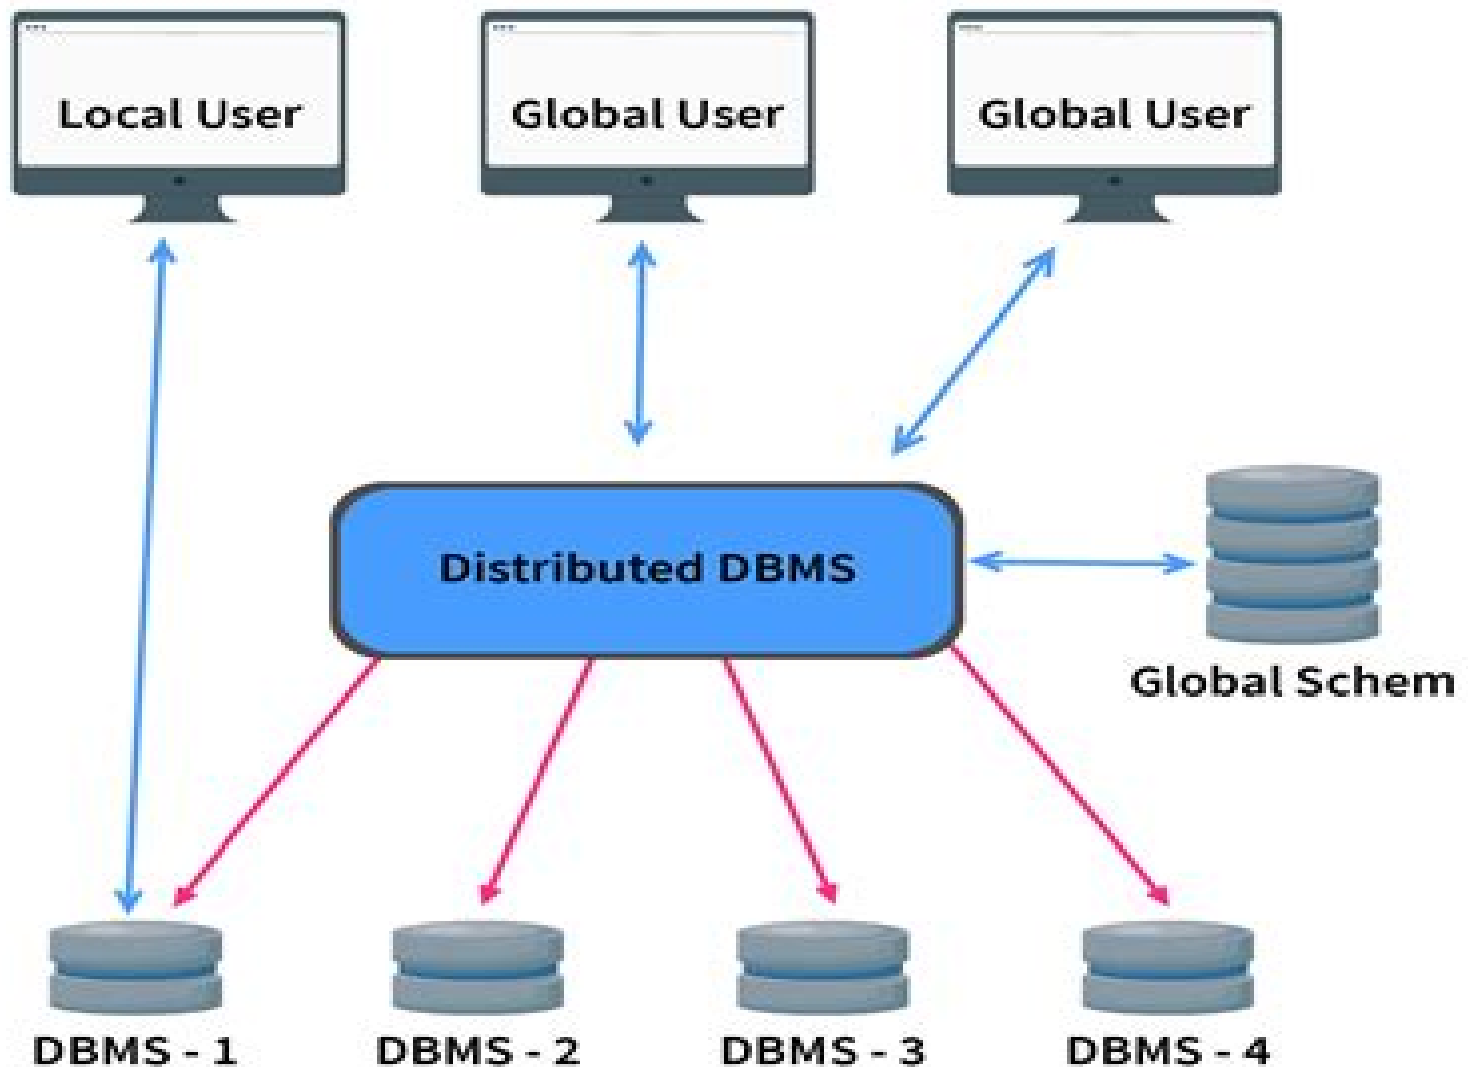 Local User
Global User
Global User
Distributed DBMS
Global Schem
DBMS - 1
DBMS - 2
DBMS - 3
DBMS - 4